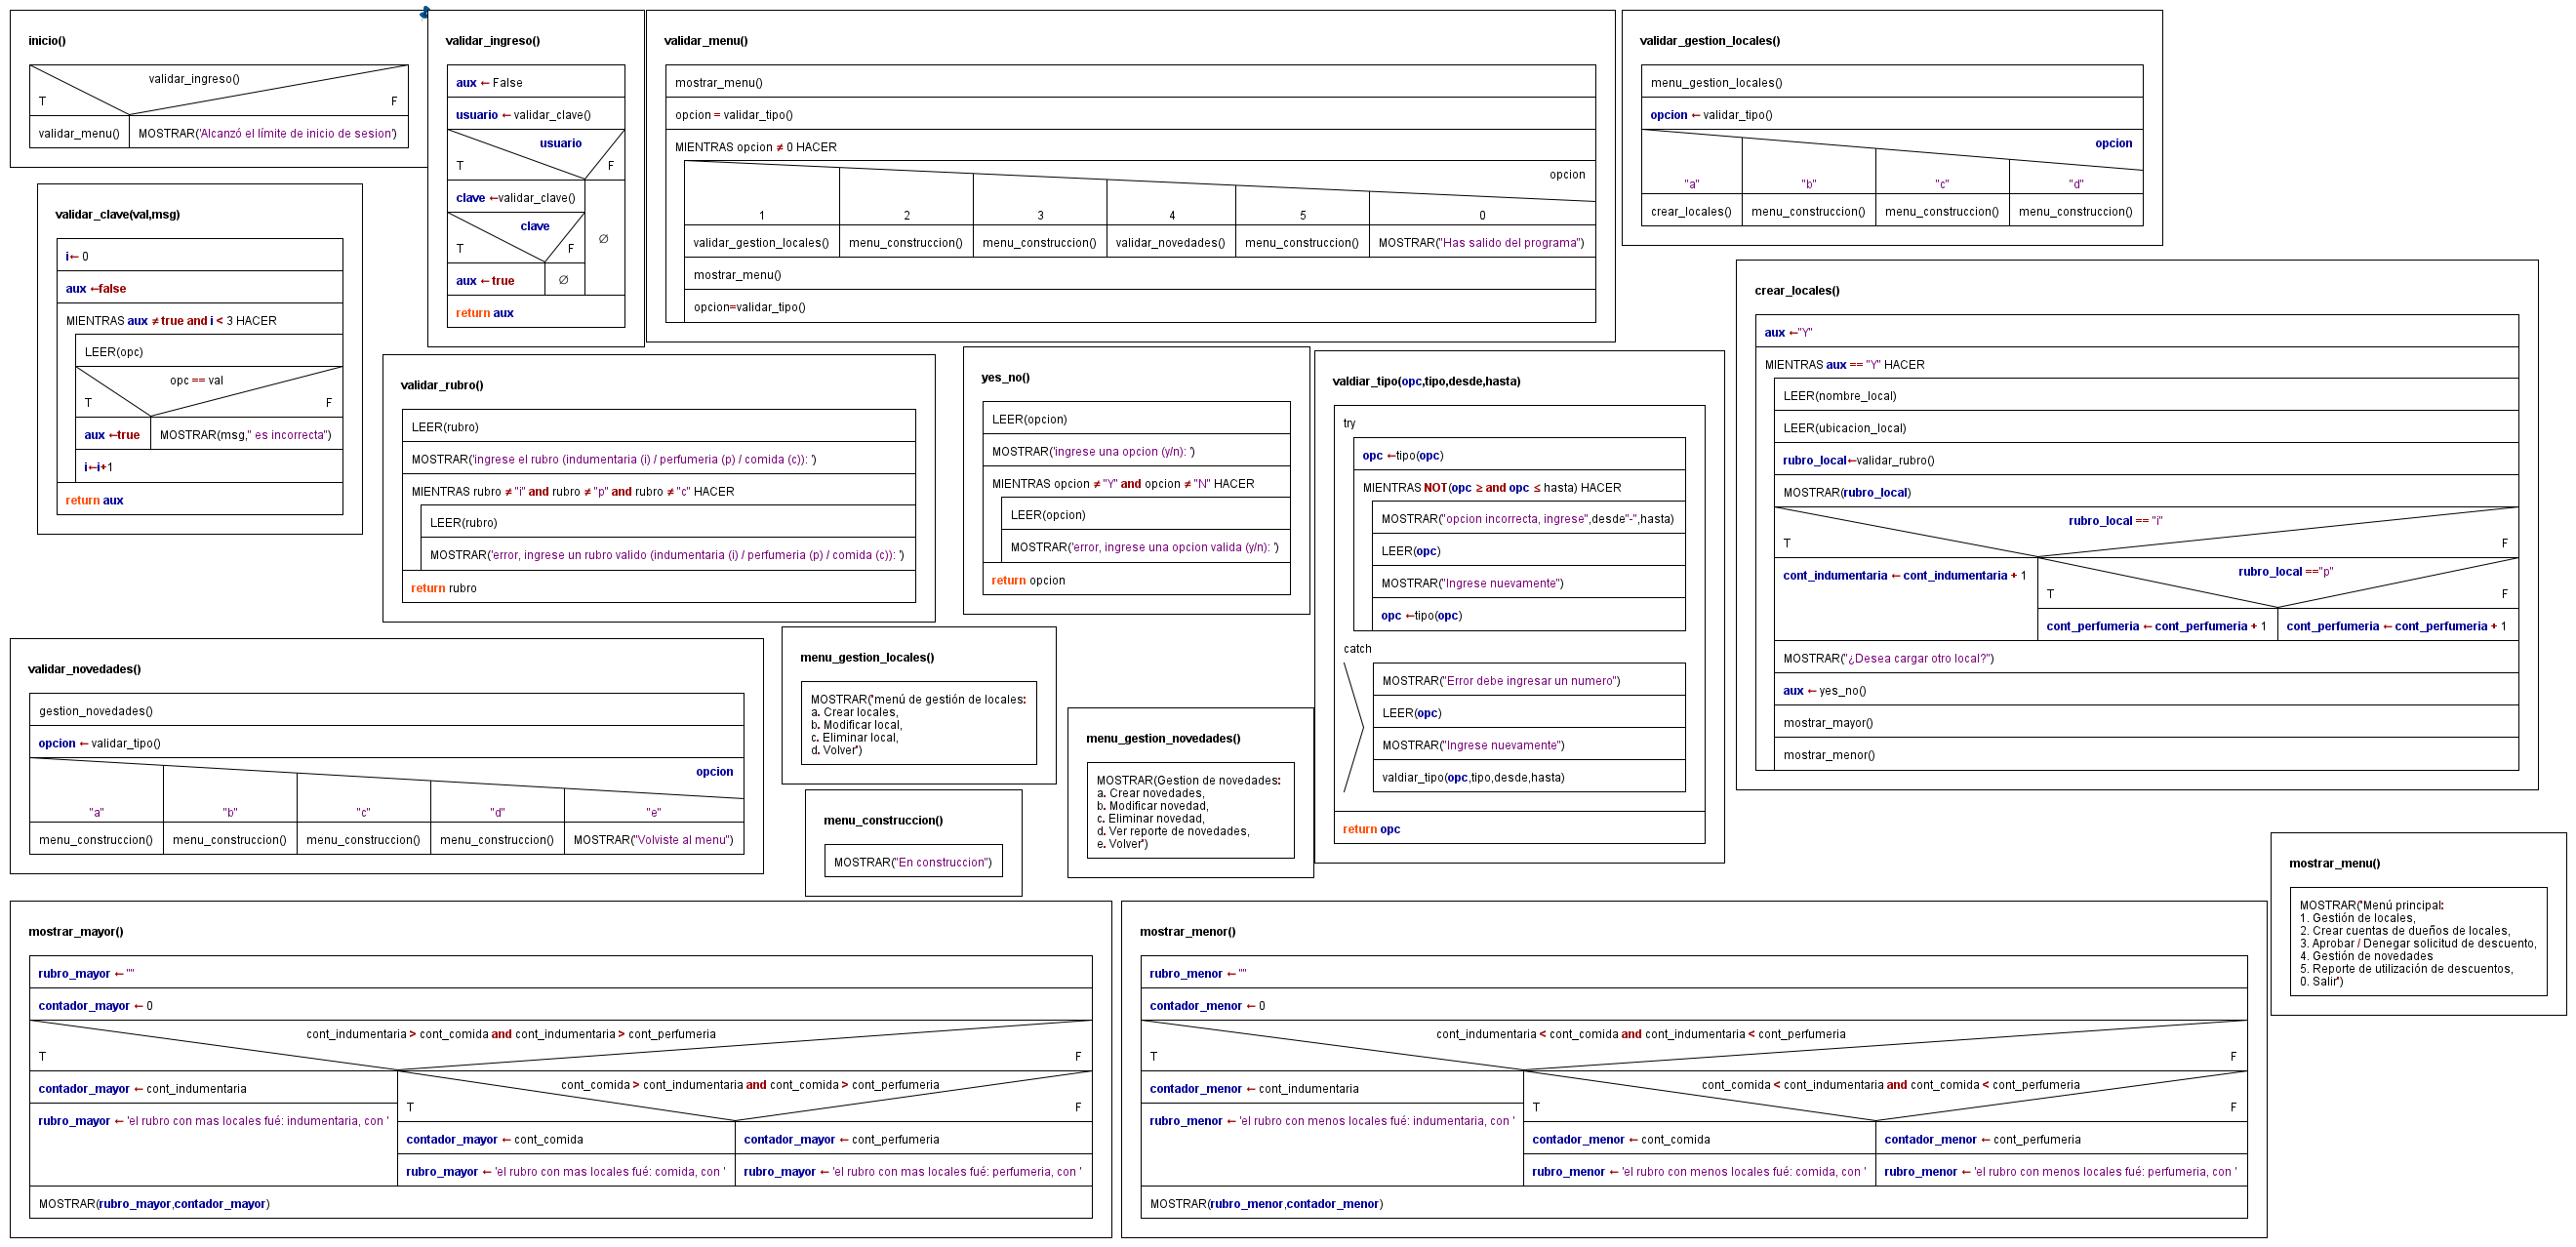 inicio()
validar_ingreso()
T
F
validar_menu()
MOSTRAR('Alcanzó el límite de inicio de sesion')
validar_clave(val,msg)
i← 0
aux ←false
MIENTRAS aux ≠ true and i < 3 HACER
LEER(opc)
opc == val
T
F
aux ←true
MOSTRAR(msg," es incorrecta")
i←i+1
return aux
validar_ingreso()
aux ← False
usuario ← validar_clave()
usuario
T
F
clave ←validar_clave()
clave
T
F
∅
aux ← true
∅
return aux
validar_menu()
mostrar_menu()
opcion = validar_tipo()
MIENTRAS opcion ≠ 0 HACER
opcion
1
2
3
4
5
0
validar_gestion_locales()
menu_construccion()
menu_construccion()
validar_novedades()
menu_construccion()
MOSTRAR("Has salido del programa")
mostrar_menu()
opcion=validar_tipo()
validar_gestion_locales()
menu_gestion_locales()
opcion ← validar_tipo()
opcion
"a"
"b"
"c"
"d"
crear_locales()
menu_construccion()
menu_construccion()
menu_construccion()
validar_rubro()
LEER(rubro)
MOSTRAR('ingrese el rubro (indumentaria (i) / perfumeria (p) / comida (c)): ')
MIENTRAS rubro ≠ "i" and rubro ≠ "p" and rubro ≠ "c" HACER
LEER(rubro)
MOSTRAR('error, ingrese un rubro valido (indumentaria (i) / perfumeria (p) / comida (c)): ')
return rubro
yes_no()
LEER(opcion)
MOSTRAR('ingrese una opcion (y/n): ')
MIENTRAS opcion ≠ "Y" and opcion ≠ "N" HACER
LEER(opcion)
MOSTRAR('error, ingrese una opcion valida (y/n): ')
return opcion
valdiar_tipo(opc,tipo,desde,hasta)
try
opc ←tipo(opc)
MIENTRAS NOT(opc ≥ and opc ≤ hasta) HACER
MOSTRAR("opcion incorrecta, ingrese",desde"-",hasta)
LEER(opc)
MOSTRAR("Ingrese nuevamente")
opc ←tipo(opc)
catch
MOSTRAR("Error debe ingresar un numero")
LEER(opc)
MOSTRAR("Ingrese nuevamente")
valdiar_tipo(opc,tipo,desde,hasta)
return opc
crear_locales()
aux ←"Y"
MIENTRAS aux == "Y" HACER
LEER(nombre_local)
LEER(ubicacion_local)
rubro_local←validar_rubro()
MOSTRAR(rubro_local)
rubro_local == "i"
T
F
cont_indumentaria ← cont_indumentaria + 1
rubro_local =="p"
T
F
cont_perfumeria ← cont_perfumeria + 1
cont_perfumeria ← cont_perfumeria + 1
MOSTRAR("¿Desea cargar otro local?")
aux ← yes_no()
mostrar_mayor()
mostrar_menor()
validar_novedades()
gestion_novedades()
opcion ← validar_tipo()
opcion
"a"
"b"
"c"
"d"
"e"
menu_construccion()
menu_construccion()
menu_construccion()
menu_construccion()
MOSTRAR("Volviste al menu")
menu_gestion_locales()
MOSTRAR("menú de gestión de locales:
a. Crear locales,
b. Modificar local,
c. Eliminar local,
d. Volver")
menu_construccion()
MOSTRAR("En construccion")
menu_gestion_novedades()
MOSTRAR(Gestion de novedades:
a. Crear novedades,
b. Modificar novedad,
c. Eliminar novedad,
d. Ver reporte de novedades,
e. Volver')
mostrar_menu()
MOSTRAR("Menú principal:
1. Gestión de locales,
2. Crear cuentas de dueños de locales,
3. Aprobar / Denegar solicitud de descuento,
4. Gestión de novedades
5. Reporte de utilización de descuentos,
0. Salir")
mostrar_mayor()
rubro_mayor ← ""
contador_mayor ← 0
cont_indumentaria > cont_comida and cont_indumentaria > cont_perfumeria
T
F
contador_mayor ← cont_indumentaria
rubro_mayor ← 'el rubro con mas locales fué: indumentaria, con '
cont_comida > cont_indumentaria and cont_comida > cont_perfumeria
T
F
contador_mayor ← cont_comida
rubro_mayor ← 'el rubro con mas locales fué: comida, con '
contador_mayor ← cont_perfumeria
rubro_mayor ← 'el rubro con mas locales fué: perfumeria, con '
MOSTRAR(rubro_mayor,contador_mayor)
mostrar_menor()
rubro_menor ← ""
contador_menor ← 0
cont_indumentaria < cont_comida and cont_indumentaria < cont_perfumeria
T
F
contador_menor ← cont_indumentaria
rubro_menor ← 'el rubro con menos locales fué: indumentaria, con '
cont_comida < cont_indumentaria and cont_comida < cont_perfumeria
T
F
contador_menor ← cont_comida
rubro_menor ← 'el rubro con menos locales fué: comida, con '
contador_menor ← cont_perfumeria
rubro_menor ← 'el rubro con menos locales fué: perfumeria, con '
MOSTRAR(rubro_menor,contador_menor)